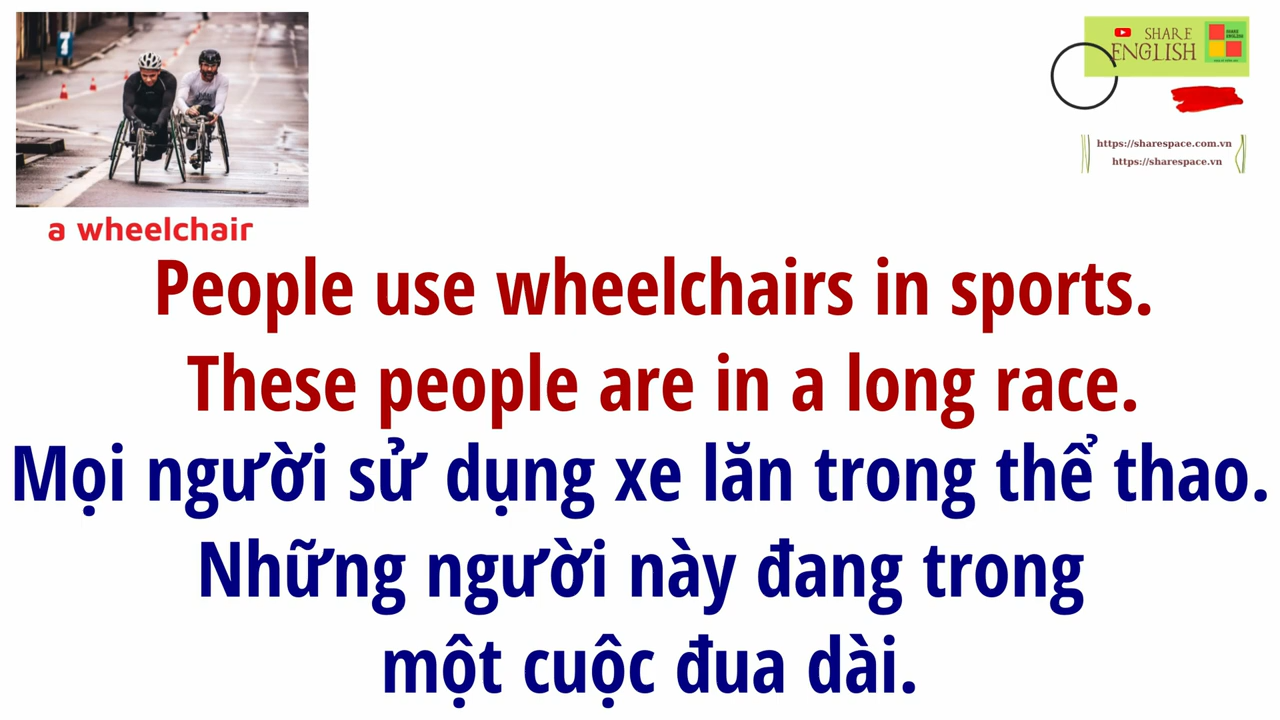 SHARE
ENGLISH
SHARE
ENGLISH
https://sharespace.com.vn
https://sharespace.vn
a wheelchair
People use wheelchairs in sports.
These people are in a long race.
Mọi người sử dụng xe lăn trong thể thao.
Những người này đang trong
một cuộc đua dài.